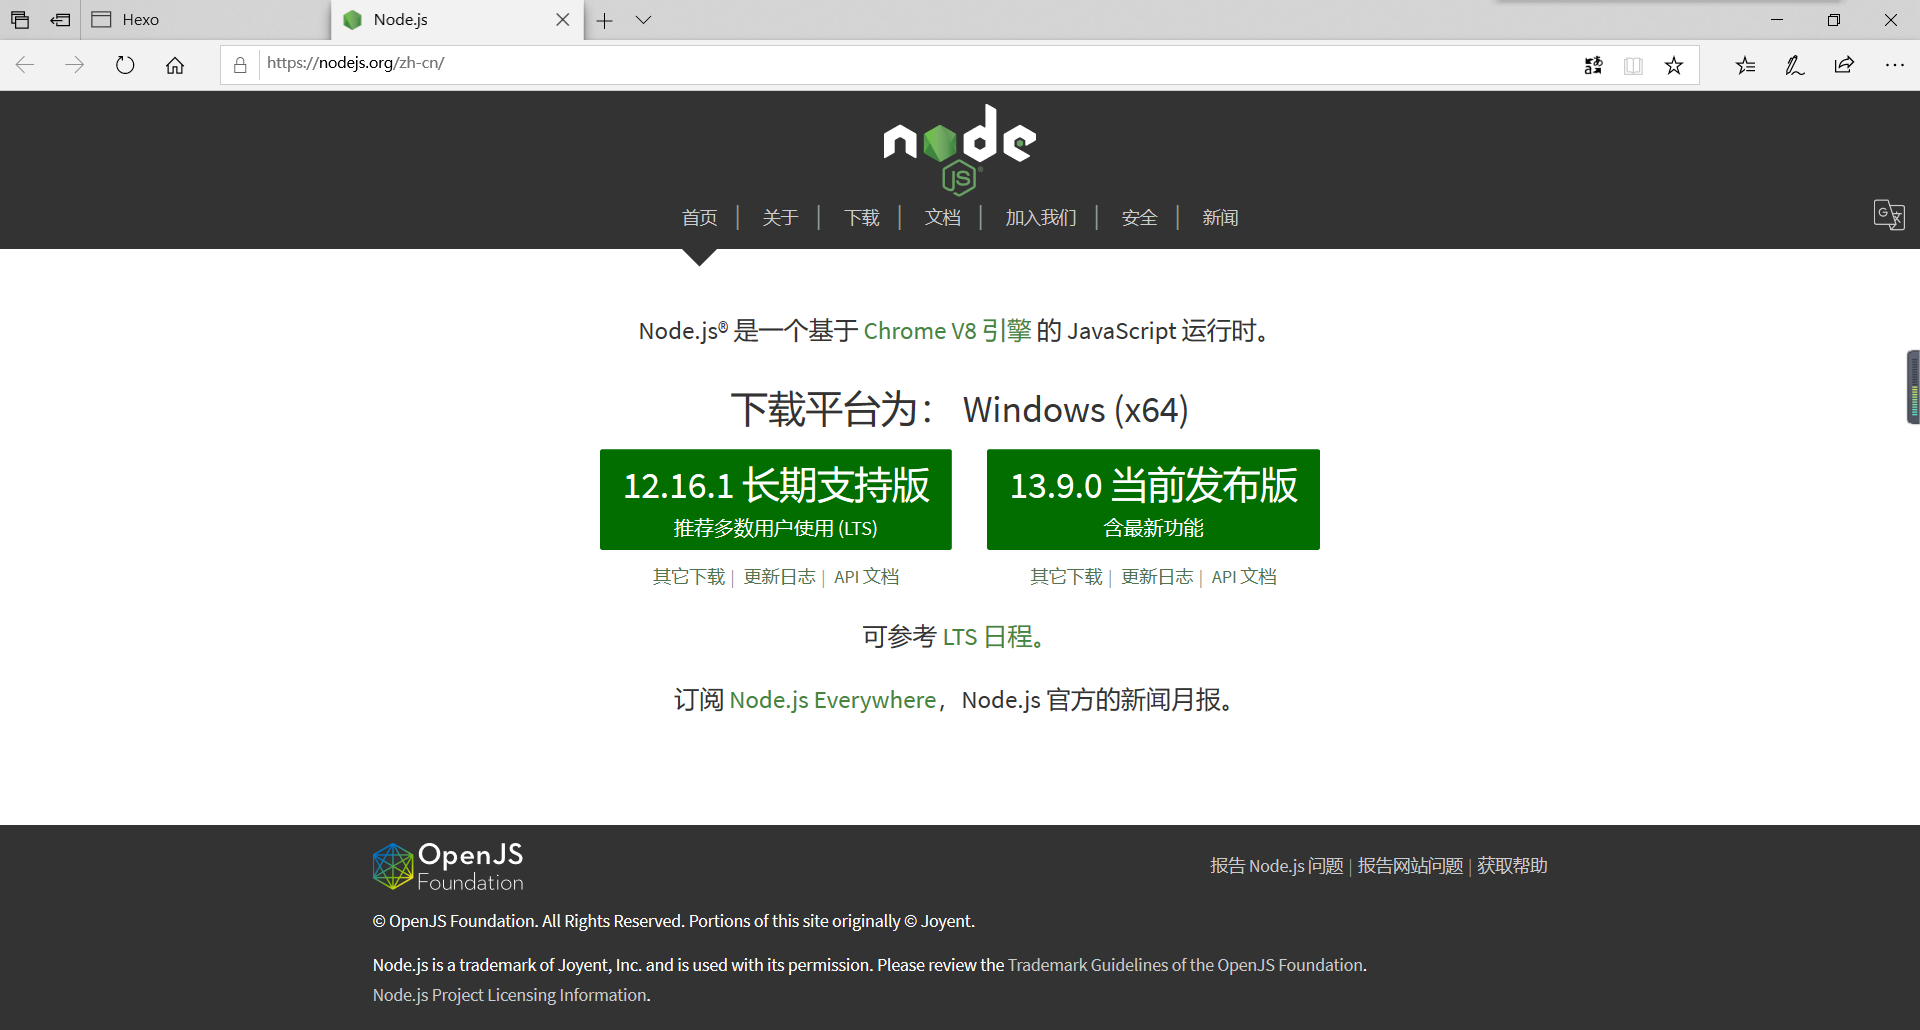 Hexo
Node.js
https://nodejs.org/zh-cn/
node
JS
首页 | 关于 | 下载 | 文档 | 加入我们 | 安全 | 新闻
Node.js® 是一个基于 Chrome V8 引擎 的 JavaScript 运行时。
下载平台为： Windows (x64)
12.16.1 长期支持版
推荐多数用户使用 (LTS)
其它下载 | 更新日志 | API 文档
13.9.0 当前发布版
含最新功能
其它下载 | 更新日志 | API 文档
可参考 LTS 日程。
订阅 Node.js Everywhere，Node.js 官方的新闻月报。
OpenJS
Foundation
报告 Node.js 问题 | 报告网站问题 | 获取帮助
© OpenJS Foundation. All Rights Reserved. Portions of this site originally © Joyent.
Node.js is a trademark of Joyent, Inc. and is used with its permission. Please review the Trademark Guidelines of the OpenJS Foundation.
Node.js Project Licensing Information.